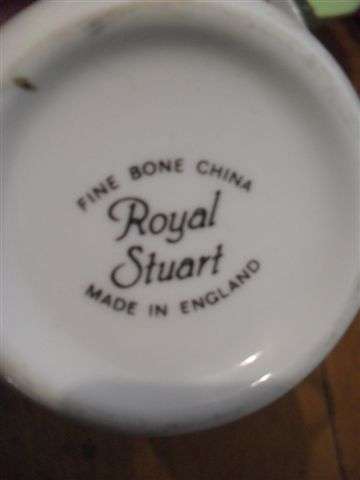 FINE BONE CHINA
Royal
Stuart
MADE IN ENGLAND